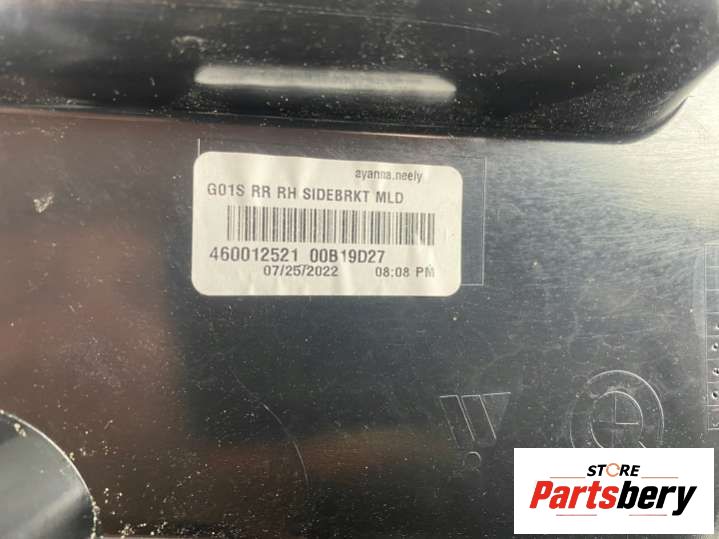 ayanna.neely
G01S RR RH SIDEBRKT MLD
460012521 00B19D27
07/25/2022 08:08 PM
STORE
Partsbery